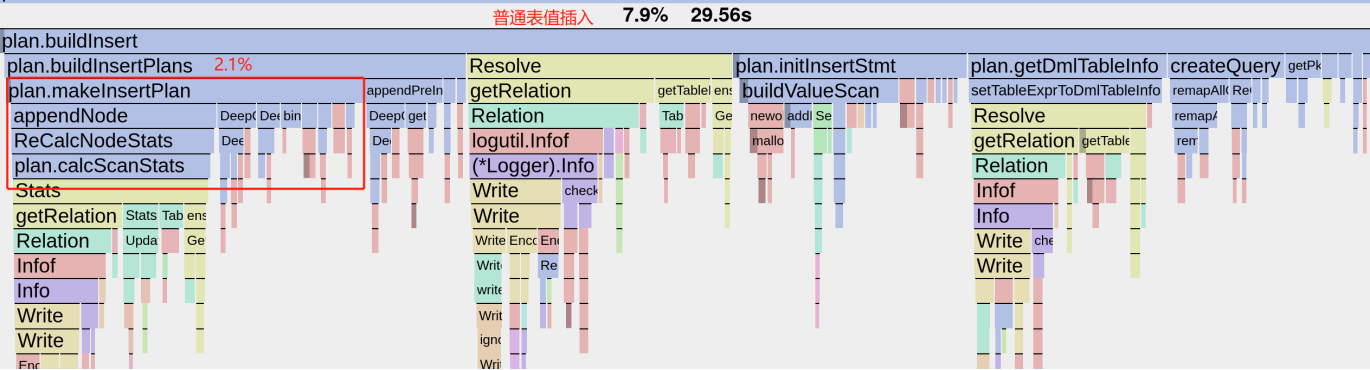 普通表值插入 7.9% 29.56s
plan.buildInsert
plan.buildInsertPlans 2.1% Resolve plan.initInsertStmt plan.getDmlTableInfo createQuery getPk
plan.makeInsertPlan appendPreIn getRelation getTableI ens buildValueScan setTableExprToDmlTableInfo remapAllC Re
appendNode DeepC Dee bin DeepC get Relation Tab Ge newo addl Se Resolve remapA
ReCalcNodeStats Dee De logutil.Infof mallo getRelation getTable rem
plan.calcScanStats (*Logger).Info Relation
Stats Write check Infof
getRelation Stats Tab ens Write Info
Relation Upda Ge Write Enco En Write che
Infof Writ Re Write
Info write
Write Writ
Write igno
Enc Wri